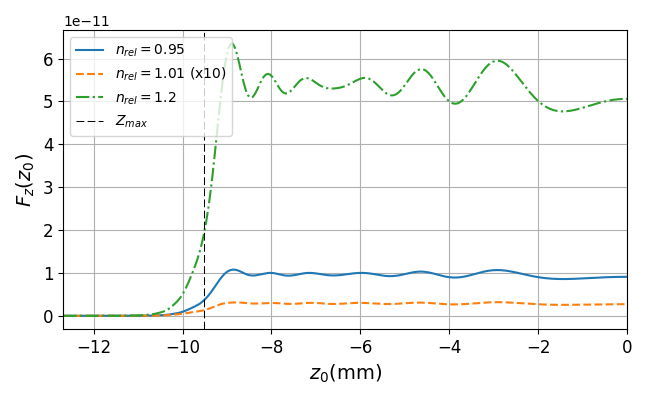 1e−11
n_rel = 0.95
n_rel = 1.01 (x10)
n_rel = 1.2
Z_max
6
5
4
3
2
1
0
F_z(z_0)
−12 −10 −8 −6 −4 −2 0
z_0(mm)